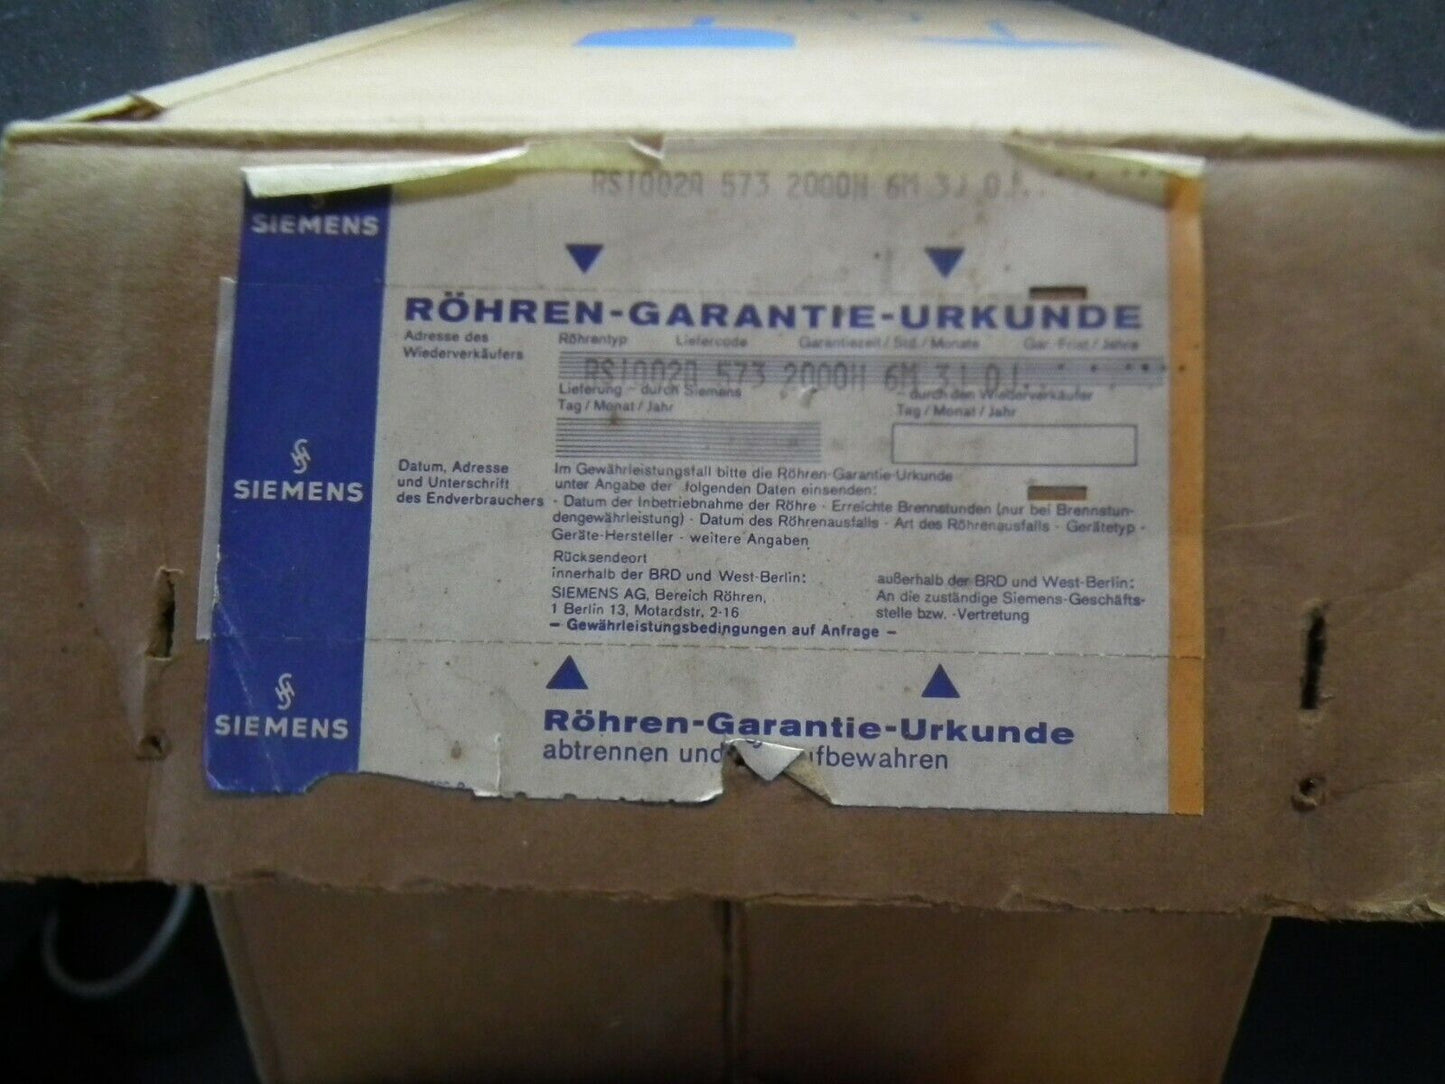 RS1002A 573 2000H 6M 3J 0J
SIEMENS
RÖHREN-GARANTIE-URKUNDE
Adresse des
Wiederverkäufers
Röhrentyp Liefercode Garantiezeit / Std. / Monate Gar.-Frist / Jahre
RS1002A 573 2000H 6M 3J 0J
Lieferung - durch Siemens
Tag / Monat / Jahr
- durch den Wiederverkäufer
Tag / Monat / Jahr
SIEMENS
Datum, Adresse
und Unterschrift
des Endverbrauchers
Im Gewährleistungsfall bitte die Röhren-Garantie-Urkunde
unter Angabe der folgenden Daten einsenden:
· Datum der Inbetriebnahme der Röhre · Erreichte Brennstunden (nur bei Brennstun-
dengewährleistung) · Datum des Röhrenausfalls · Art des Röhrenausfalls · Gerätetyp ·
Geräte-Hersteller · weitere Angaben
Rücksendeort
innerhalb der BRD und West-Berlin:
SIEMENS AG, Bereich Röhren,
1 Berlin 13, Motardstr. 2-16
außerhalb der BRD und West-Berlin:
An die zuständige Siemens-Geschäfts-
stelle bzw. -Vertretung
- Gewährleistungsbedingungen auf Anfrage -
SIEMENS
Röhren-Garantie-Urkunde
abtrennen und ufbewahren